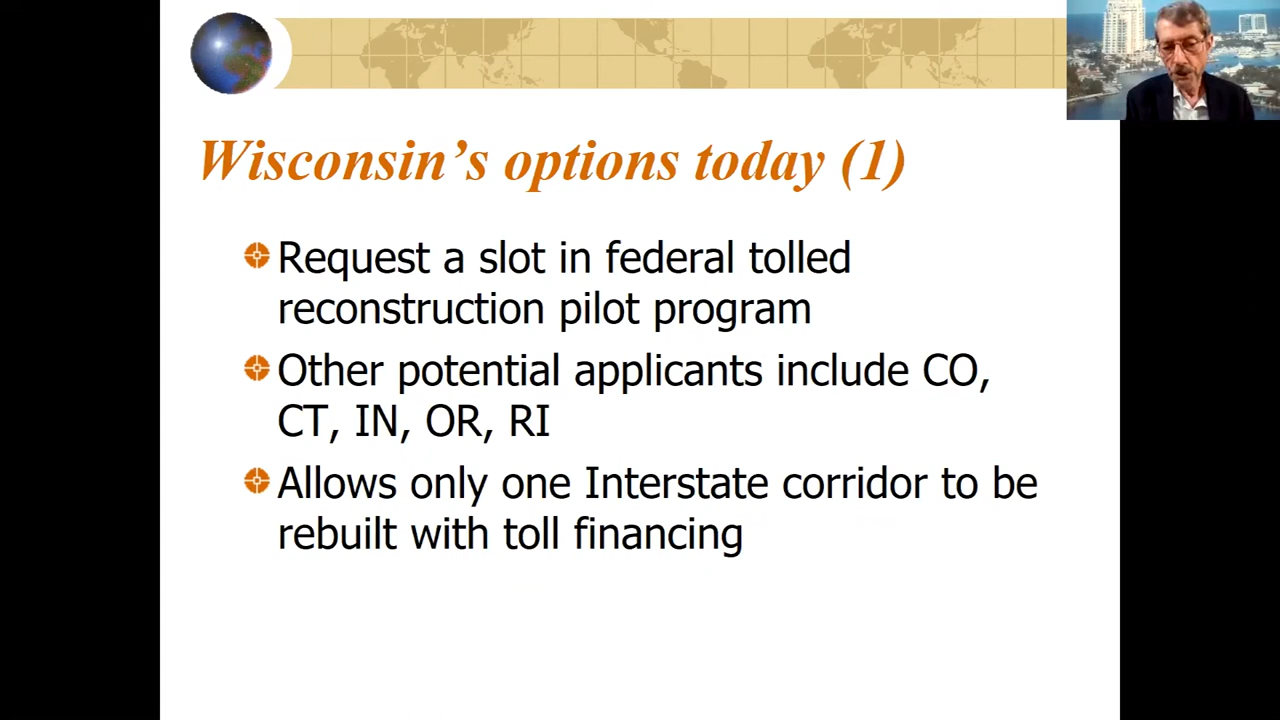 Wisconsin’s options today (1)
Request a slot in federal tolled
reconstruction pilot program
Other potential applicants include CO,
CT, IN, OR, RI
Allows only one Interstate corridor to be
rebuilt with toll financing